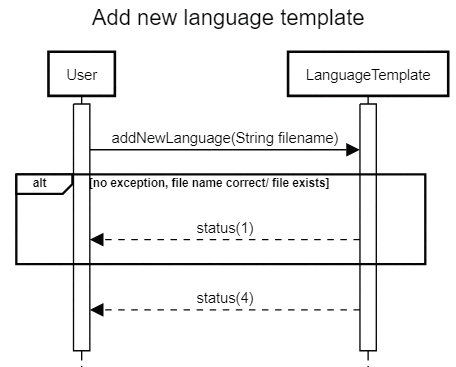 Add new language template
User
LanguageTemplate
addNewLanguage(String filename)
alt
[no exception, file name correct/ file exists]
status(1)
status(4)